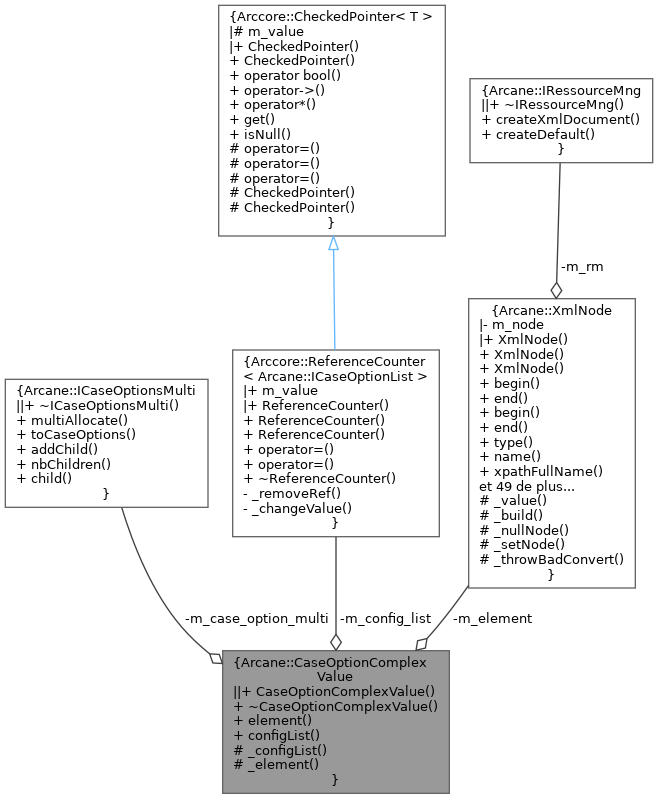 {Arccore::CheckedPointer< T >
|# m_value
|+ CheckedPointer()
+ CheckedPointer()
+ operator bool()
+ operator->()
+ operator*()
+ get()
+ isNull()
# operator=()
# operator=()
# operator=()
# CheckedPointer()
# CheckedPointer()
}
{Arcane::IRessourceMng
||+ ~IRessourceMng()
+ createXmlDocument()
+ createDefault()
}
-m_rm
{Arcane::ICaseOptionsMulti
||+ ~ICaseOptionsMulti()
+ multiAllocate()
+ toCaseOptions()
+ addChild()
+ nbChildren()
+ child()
}
{Arccore::ReferenceCounter
< Arcane::ICaseOptionList >
|+ m_value
|+ ReferenceCounter()
+ ReferenceCounter()
+ ReferenceCounter()
+ operator=()
+ operator=()
+ ~ReferenceCounter()
- _removeRef()
- _changeValue()
}
{Arcane::XmlNode
|- m_node
|+ XmlNode()
+ XmlNode()
+ XmlNode()
+ begin()
+ end()
+ begin()
+ end()
+ type()
+ name()
+ xpathFullName()
et 49 de plus...
# _value()
# _build()
# _nullNode()
# _setNode()
# _throwBadConvert()
}
-m_case_option_multi
-m_config_list
-m_element
{Arcane::CaseOptionComplex
Value
||+ CaseOptionComplexValue()
+ ~CaseOptionComplexValue()
+ element()
+ configList()
# _configList()
# _element()
}